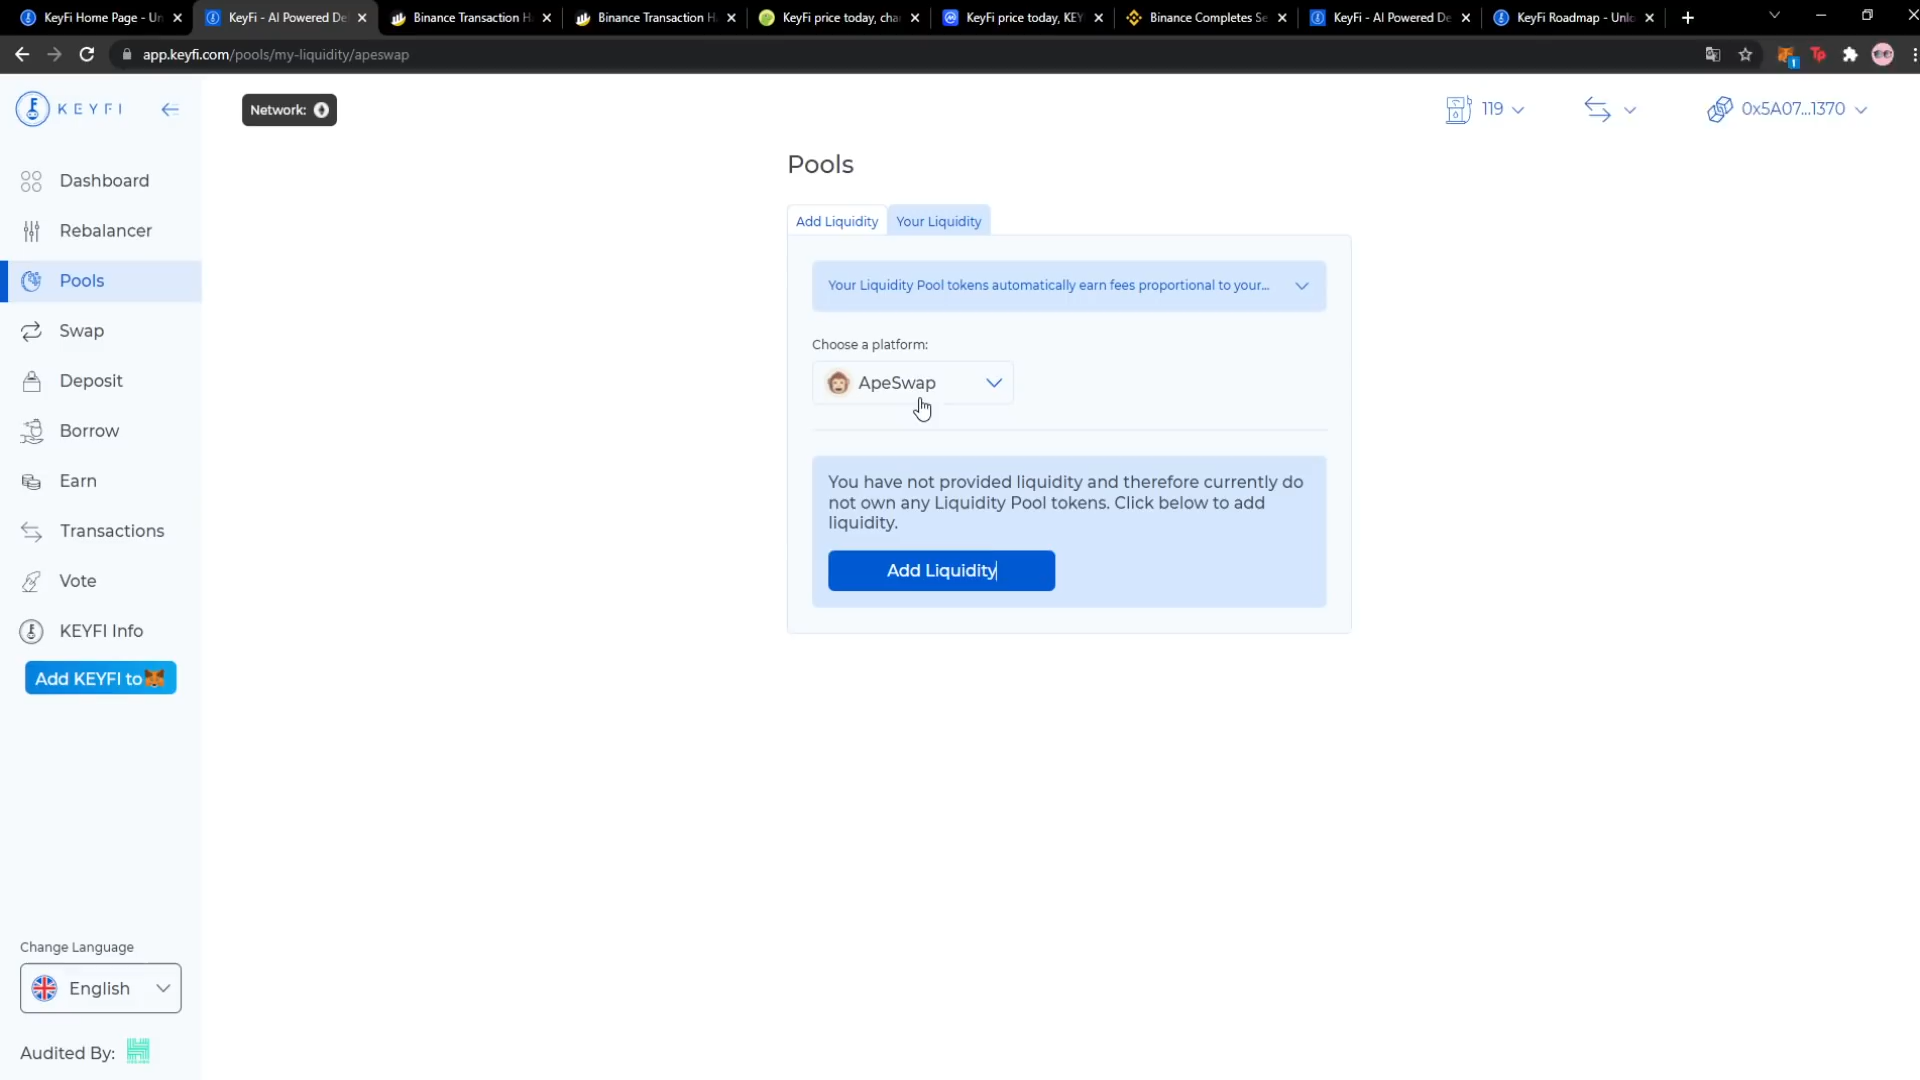 KeyFi Home Page - Un
KeyFi - AI Powered De
Binance Transaction H
Binance Transaction H
KeyFi price today, cha
KeyFi price today, KEY
Binance Completes Se
KeyFi - AI Powered De
KeyFi Roadmap - Unlo
app.keyfi.com/pools/my-liquidity/apeswap
KEYFI
Network:
119
0x5A07...1370
Dashboard
Rebalancer
Pools
Swap
Deposit
Borrow
Earn
Transactions
Vote
KEYFI Info
Add KEYFI to
Pools
Add Liquidity
Your Liquidity
Your Liquidity Pool tokens automatically earn fees proportional to your...
Choose a platform:
ApeSwap
You have not provided liquidity and therefore currently do
not own any Liquidity Pool tokens. Click below to add
liquidity.
Add Liquidity
Change Language
English
Audited By: